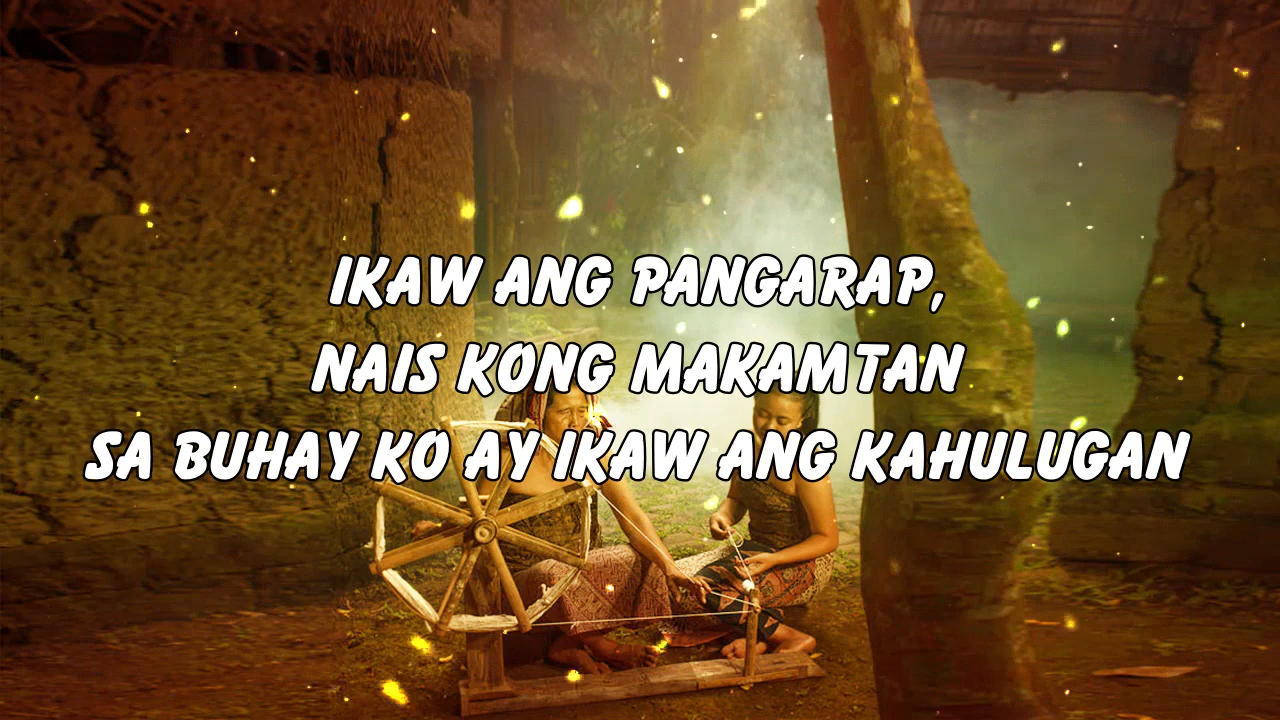 IKAW ANG PANGARAP,
NAIS KONG MAKAMTAN
SA BUHAY KO AY IKAW ANG KAHULUGAN